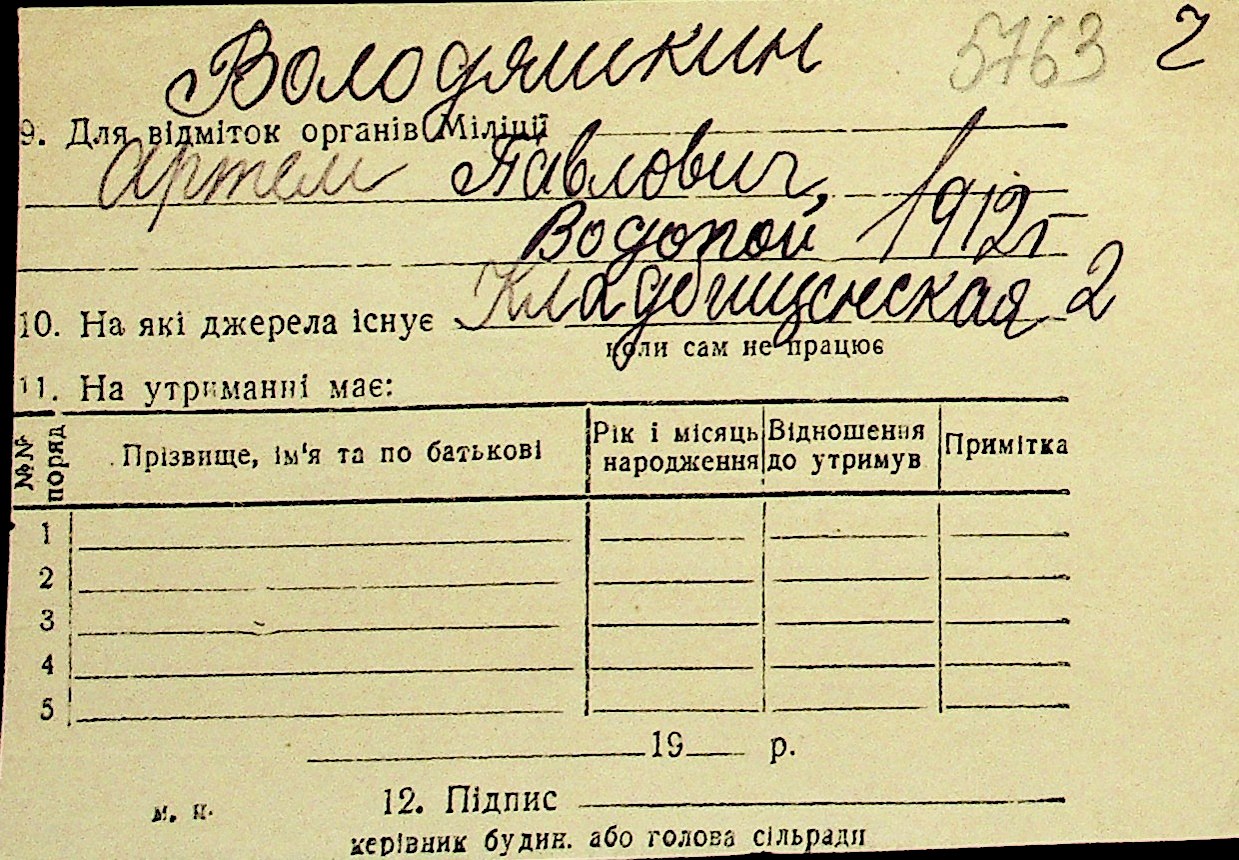 Володяшкин 5763 2
9. Для відміток органів Міліції
Артем Павлович,
Водопой 1912г
Кладбищенская 2
10. На які джерела існує
коли сам не працює
11. На утриманні має:
№№ поряд Прізвище, ім'я та по батькові Рік і місяць народження Відношення до утримув Примітка
1
2
3
4
5
19 р.
м. п. 12. Підпис
керівник будин. або голова сільради